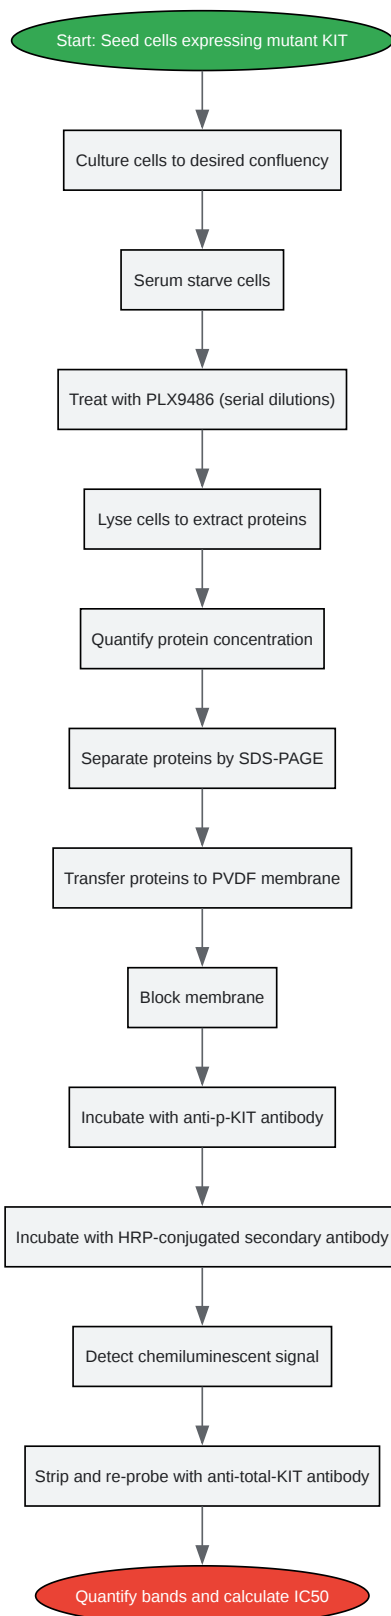 Start: Seed cells expressing mutant KIT
Culture cells to desired confluency
Serum starve cells
Treat with PLX9486 (serial dilutions)
Lyse cells to extract proteins
Quantify protein concentration
Separate proteins by SDS-PAGE
Transfer proteins to PVDF membrane
Block membrane
Incubate with anti-p-KIT antibody
Incubate with HRP-conjugated secondary antibody
Detect chemiluminescent signal
Strip and re-probe with anti-total-KIT antibody
Quantify bands and calculate IC50